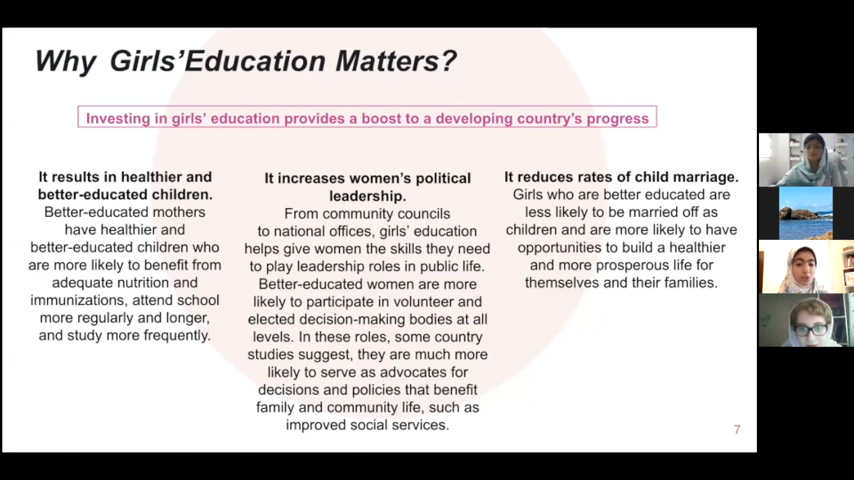 Why Girls'Education Matters?
Investing in girls' education provides a boost to a developing country's progress
It results in healthier and
better-educated children.
Better-educated mothers
have healthier and
better-educated children who
are more likely to benefit from
adequate nutrition and
immunizations, attend school
more regularly and longer,
and study more frequently.
It increases women's political
leadership.
From community councils
to national offices, girls' education
helps give women the skills they need
to play leadership roles in public life.
Better-educated women are more
likely to participate in volunteer and
elected decision-making bodies at all
levels. In these roles, some country
studies suggest, they are much more
likely to serve as advocates for
decisions and policies that benefit
family and community life, such as
improved social services.
It reduces rates of child marriage.
Girls who are better educated are
less likely to be married off as
children and are more likely to have
opportunities to build a healthier
and more prosperous life for
themselves and their families.
7